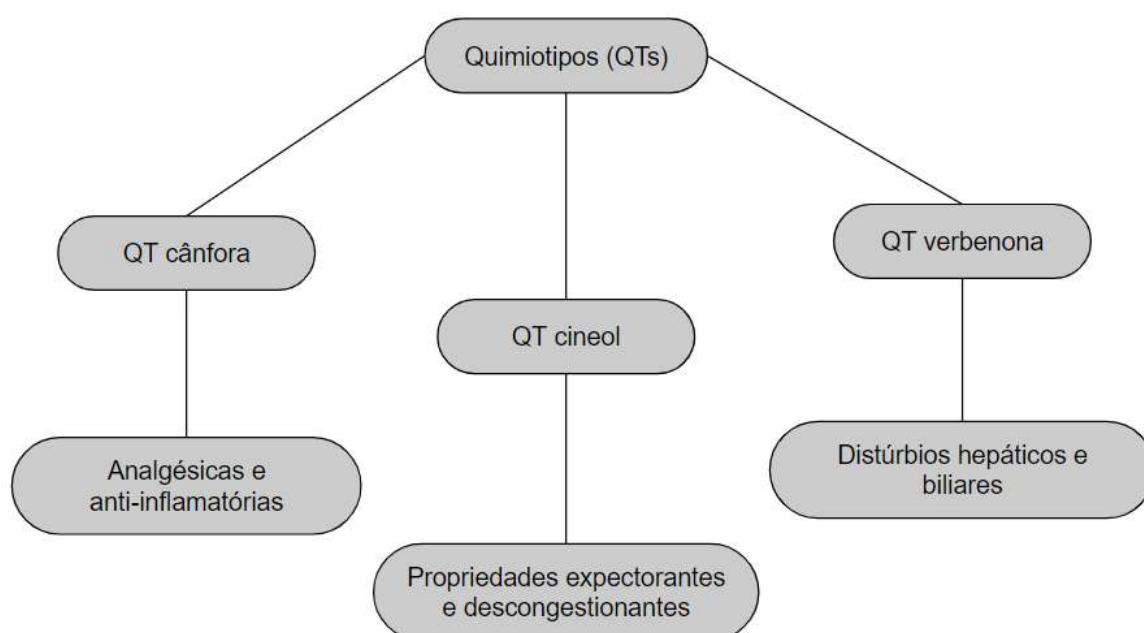 Quimiotipos (QTs)
QT cânfora
QT verbenona
QT cineol
Analgésicas e
anti-inflamatórias
Distúrbios hepáticos e
biliares
Propriedades expectorantes
e descongestionantes